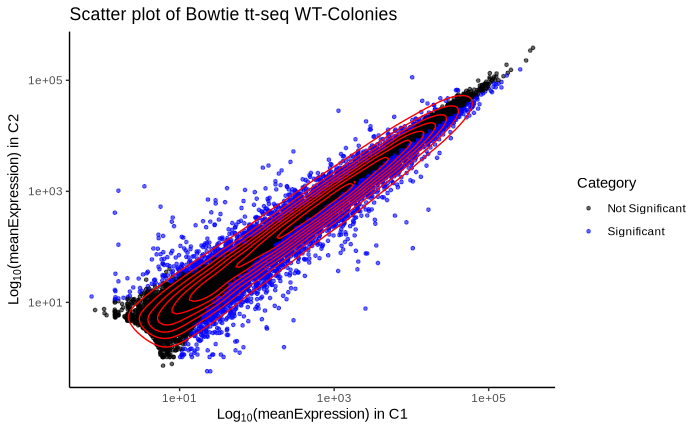 Scatter plot of Bowtie tt-seq WT-Colonies
Log10(meanExpression) in C2
1e+05
1e+03
1e+01
1e+01 1e+03 1e+05
Log10(meanExpression) in C1
Category
Not Significant
Significant